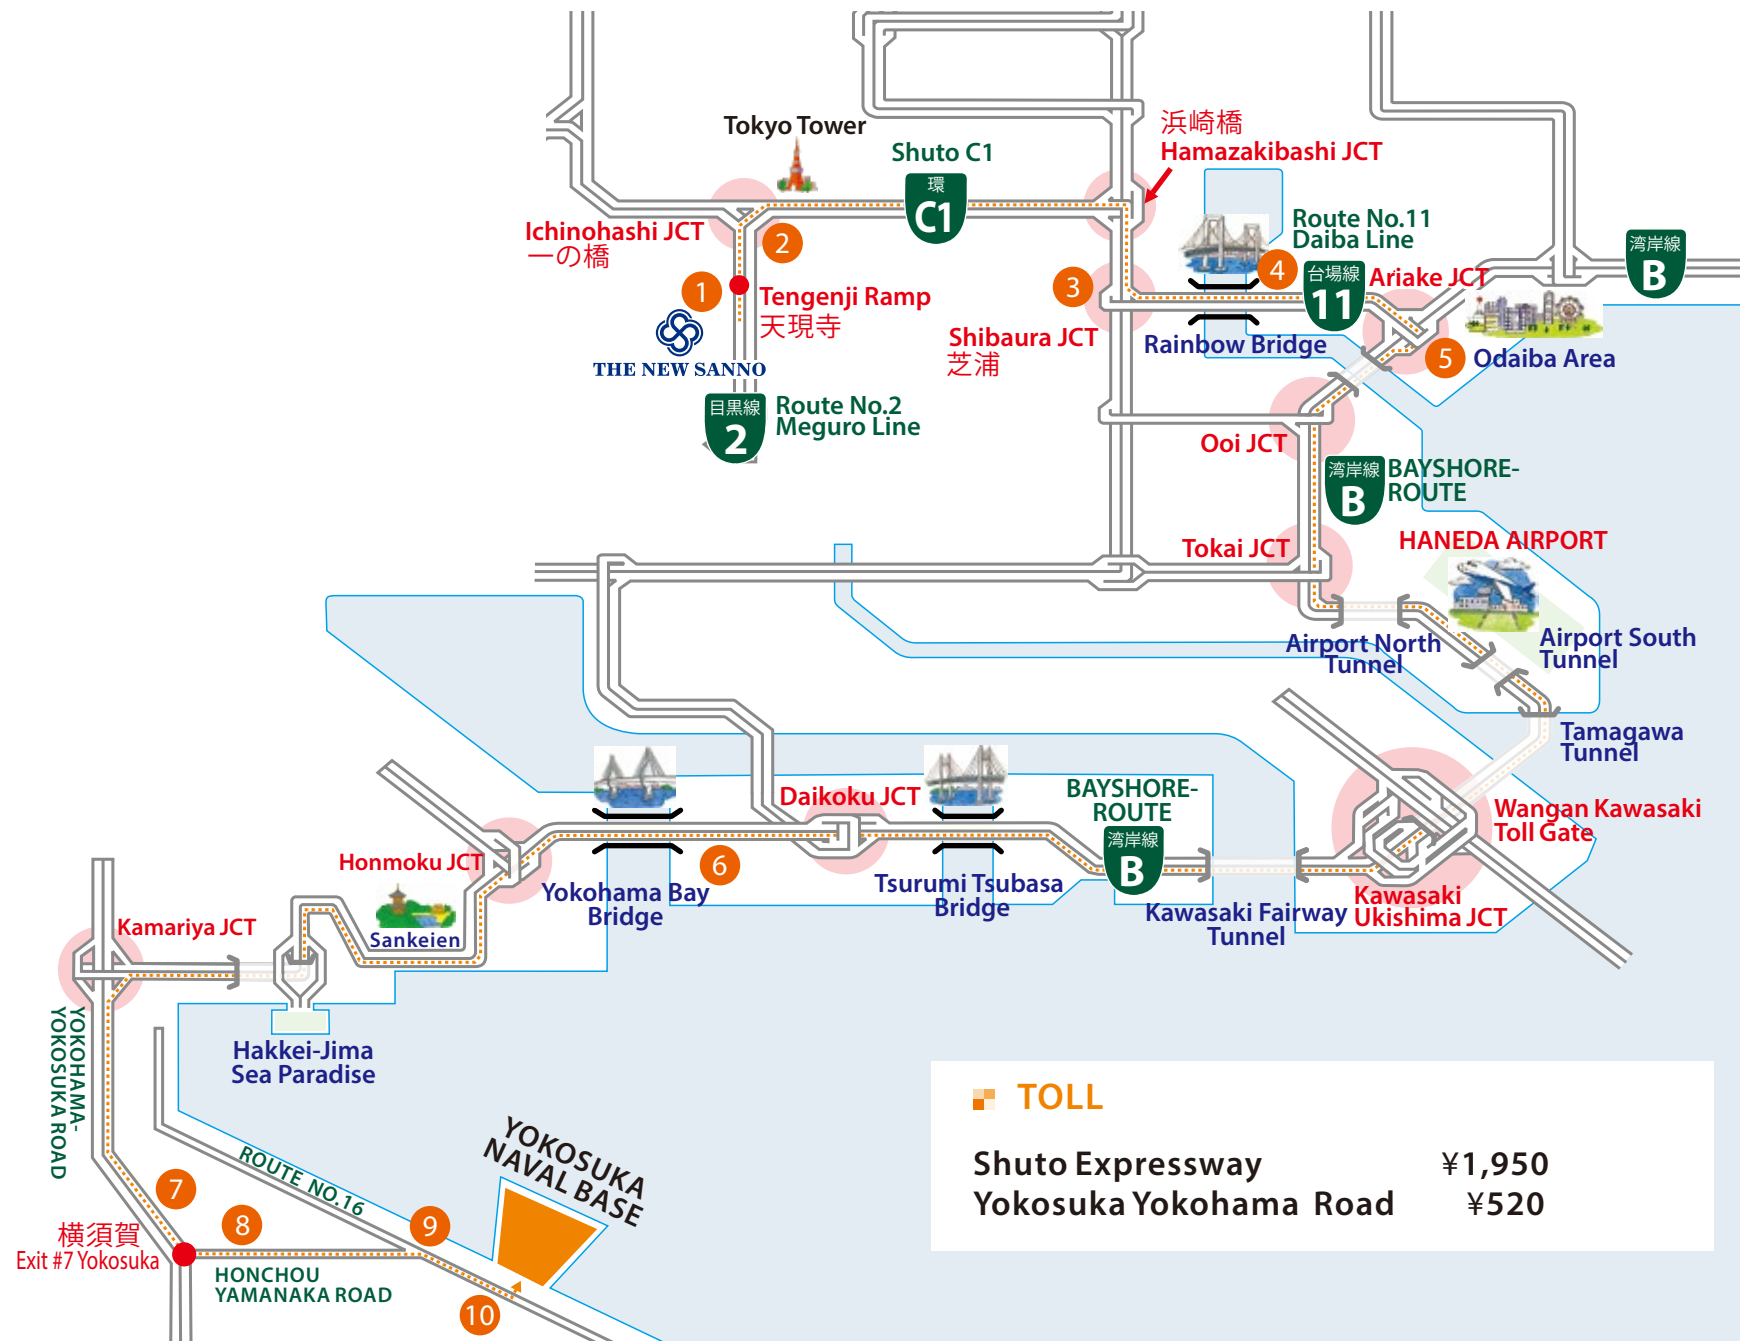 Tokyo Tower
Shuto C1
環
C1
浜崎橋
Hamazakibashi JCT
Ichinohashi JCT
一の橋
2
1
Tengenji Ramp
天現寺
THE NEW SANNO
目黒線
2
Route No.2
Meguro Line
3
Shibaura JCT
芝浦
Route No.11
Daiba Line
4
台場線
11
Ariake JCT
湾岸線
B
Rainbow Bridge
5
Odaiba Area
Ooi JCT
湾岸線
B
BAYSHORE-
ROUTE
Tokai JCT
HANEDA AIRPORT
Airport North
Tunnel
Airport South
Tunnel
Tamagawa
Tunnel
Wangan Kawasaki
Toll Gate
Kawasaki
Ukishima JCT
Kawasaki Fairway
Tunnel
BAYSHORE-
ROUTE
湾岸線
B
Tsurumi Tsubasa
Bridge
Daikoku JCT
6
Yokohama Bay
Bridge
Honmoku JCT
Sankeien
Kamariya JCT
Hakkei-Jima
Sea Paradise
YOKOHAMA-
YOKOSUKA ROAD
ROUTE NO.16
7
8
9
10
横須賀
Exit #7 Yokosuka
HONCHOU
YAMANAKA ROAD
YOKOSUKA
NAVAL BASE
TOLL
Shuto Expressway ¥1,950
Yokosuka Yokohama Road ¥520